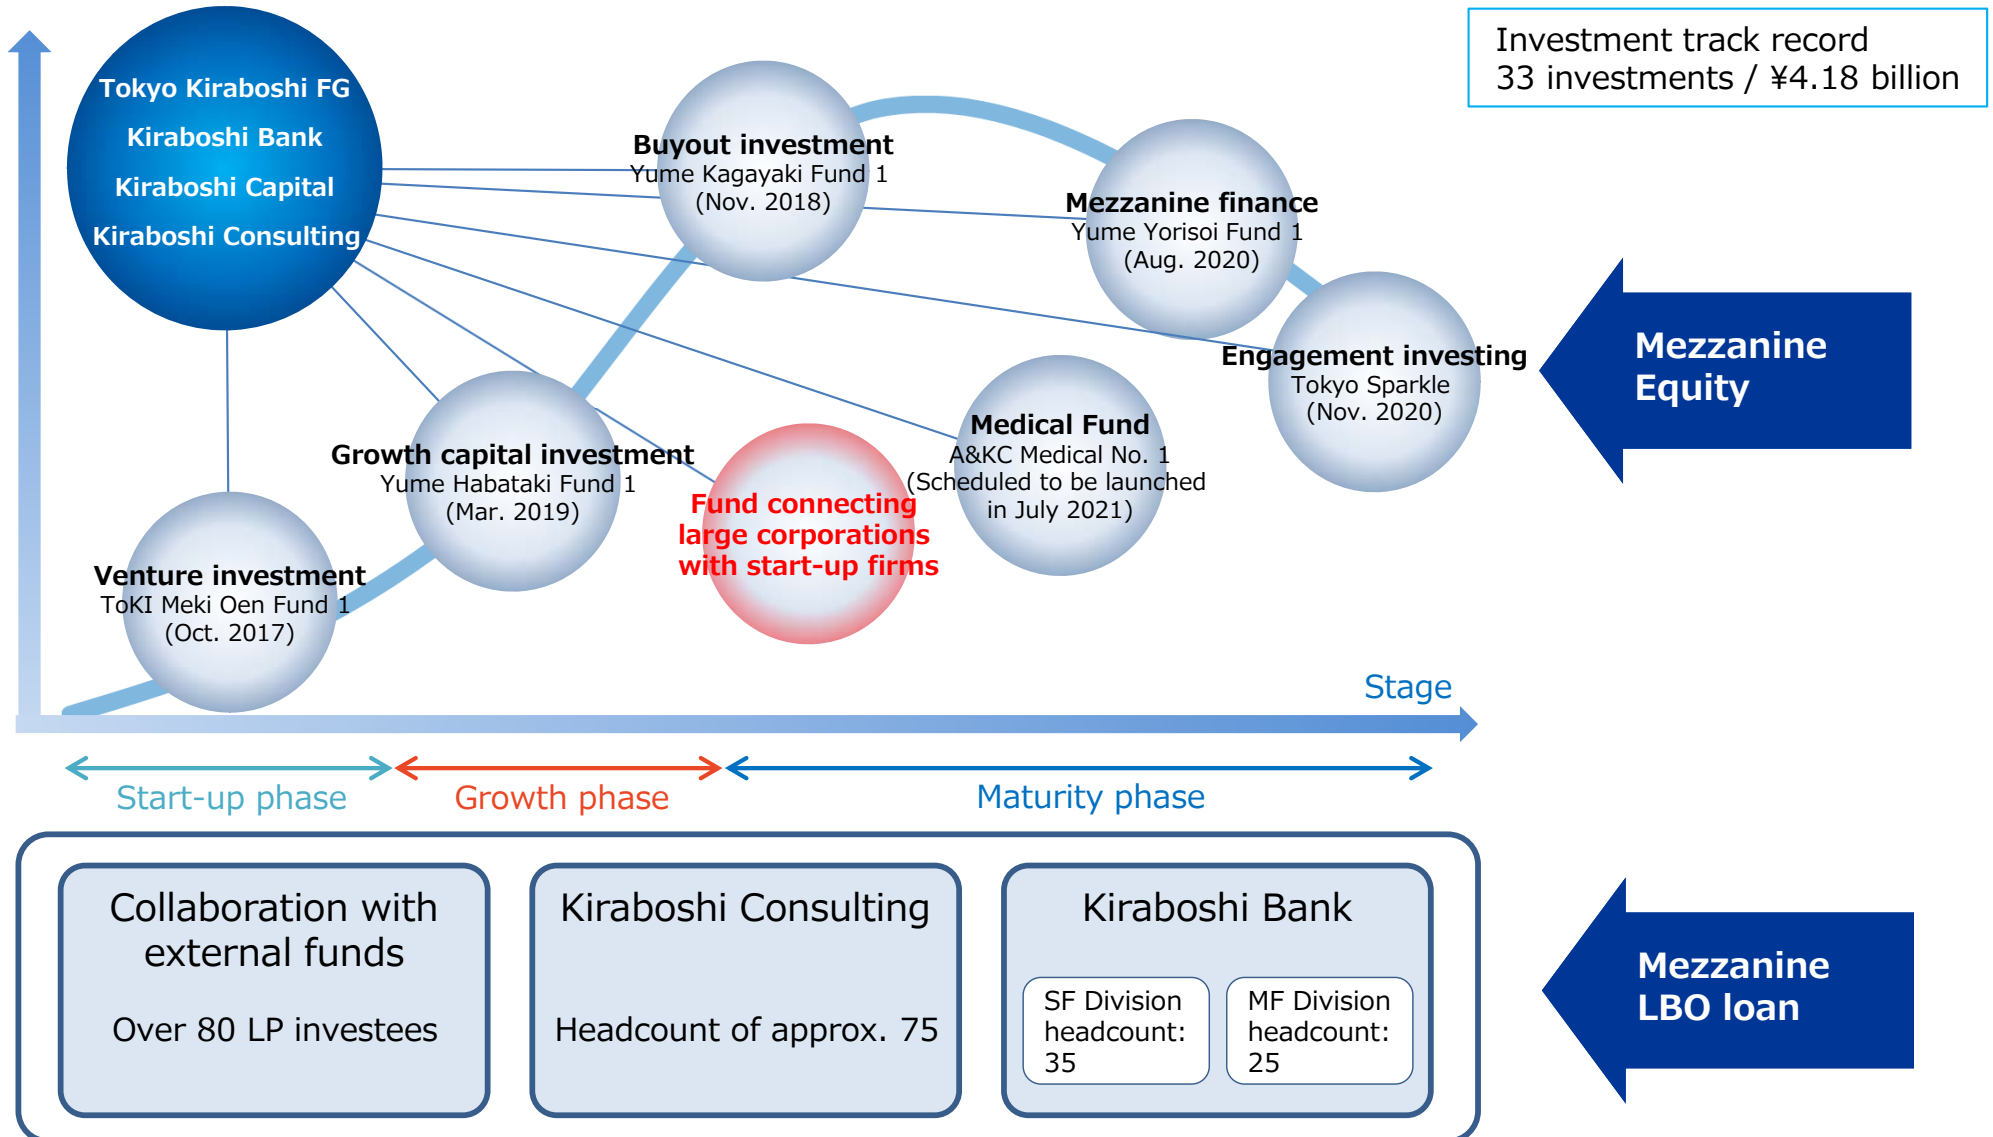 Tokyo Kiraboshi FG
Kiraboshi Bank
Kiraboshi Capital
Kiraboshi Consulting
Investment track record
33 investments / ¥4.18 billion
Buyout investment
Yume Kagayaki Fund 1
(Nov. 2018)
Mezzanine finance
Yume Yorisoi Fund 1
(Aug. 2020)
Engagement investing
Tokyo Sparkle
(Nov. 2020)
Mezzanine
Equity
Growth capital investment
Yume Habataki Fund 1
(Mar. 2019)
Medical Fund
A&KC Medical No. 1
(Scheduled to be launched
in July 2021)
Fund connecting
large corporations
with start-up firms
Venture investment
ToKI Meki Oen Fund 1
(Oct. 2017)
Stage
Start-up phase
Growth phase
Maturity phase
Collaboration with
external funds
Over 80 LP investees
Kiraboshi Consulting
Headcount of approx. 75
Kiraboshi Bank
SF Division
headcount:
35
MF Division
headcount:
25
Mezzanine
LBO loan